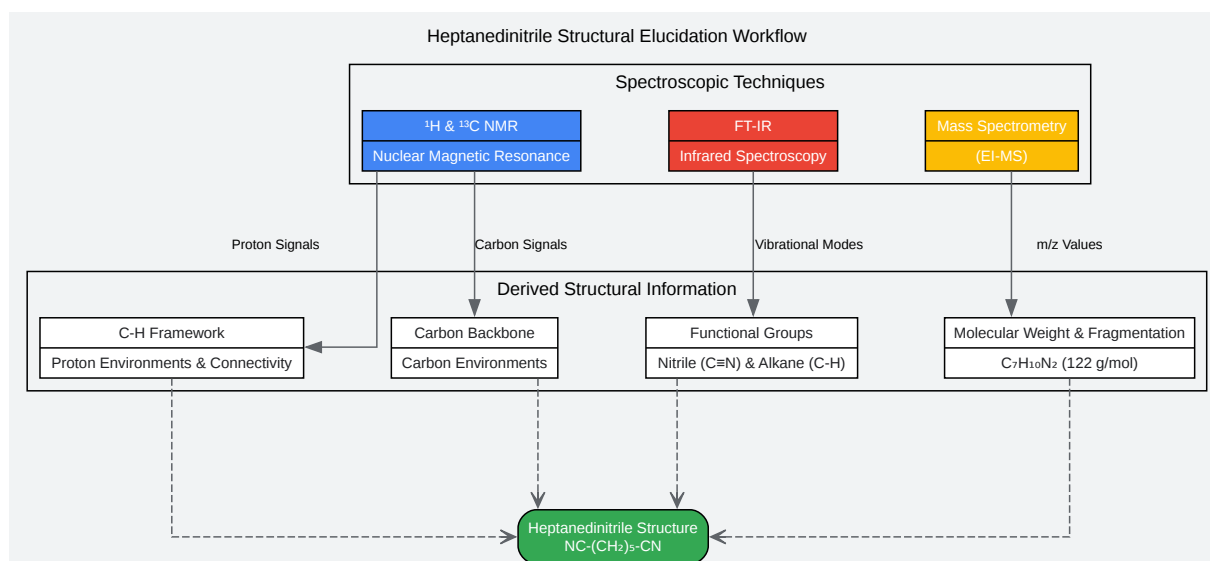 Heptanedinitrile Structural Elucidation Workflow
Spectroscopic Techniques
¹H & ¹³C NMR
Nuclear Magnetic Resonance
FT-IR
Infrared Spectroscopy
Mass Spectrometry
(EI-MS)
Proton Signals
Carbon Signals
Vibrational Modes
m/z Values
Derived Structural Information
C-H Framework
Proton Environments & Connectivity
Carbon Backbone
Carbon Environments
Functional Groups
Nitrile (C≡N) & Alkane (C-H)
Molecular Weight & Fragmentation
C₇H₁₀N₂ (122 g/mol)
Heptanedinitrile Structure
NC-(CH₂)₅-CN